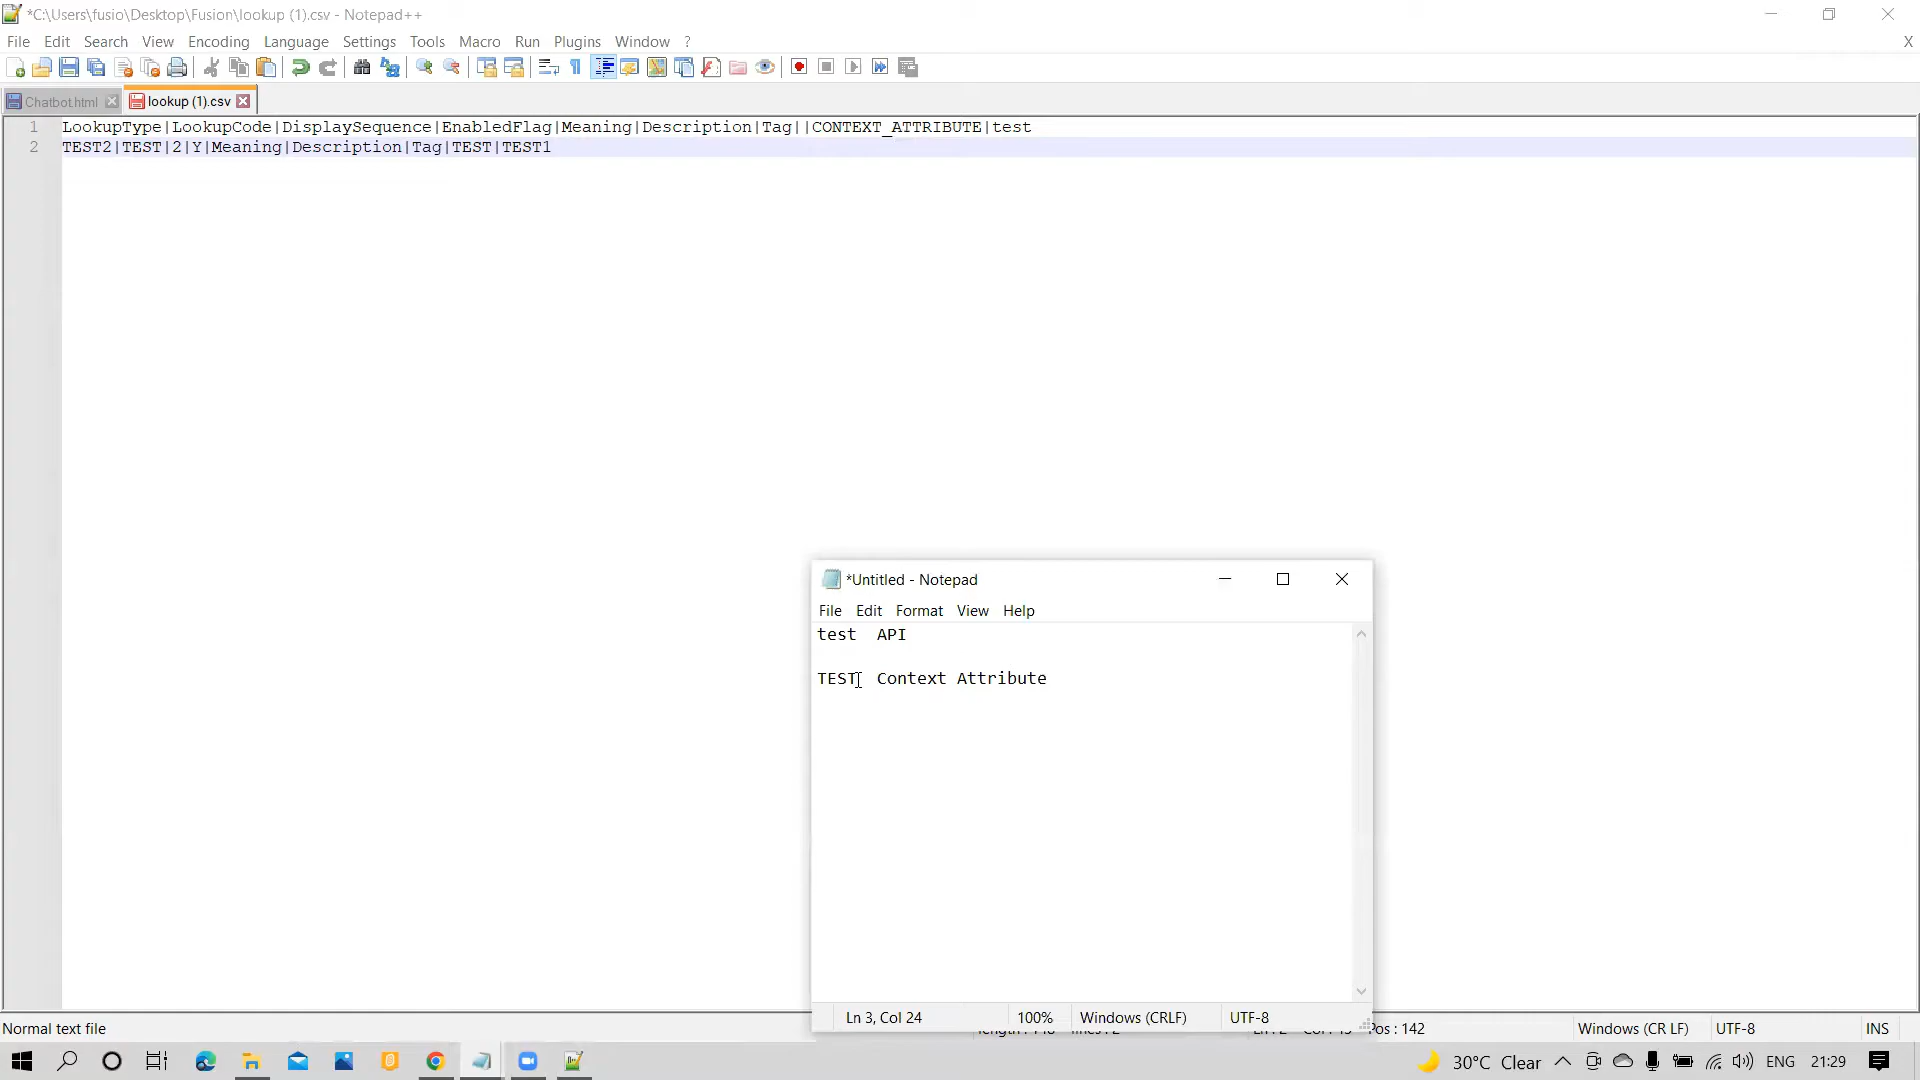 *C:\Users\fusio\Desktop\Fusion\lookup (1).csv - Notepad++
File Edit Search View Encoding Language Settings Tools Macro Run Plugins Window ? X
Chatbot.html lookup (1).csv
1 LookupType|LookupCode|DisplaySequence|EnabledFlag|Meaning|Description|Tag||CONTEXT_ATTRIBUTE|test
2 TEST2|TEST|2|Y|Meaning|Description|Tag|TEST|TEST1
*Untitled - Notepad
File Edit Format View Help
test API
TEST Context Attribute
Ln 3, Col 24 100% Windows (CRLF) UTF-8
Normal text file Pos : 142 Windows (CR LF) UTF-8 INS
30°C Clear ENG 21:29